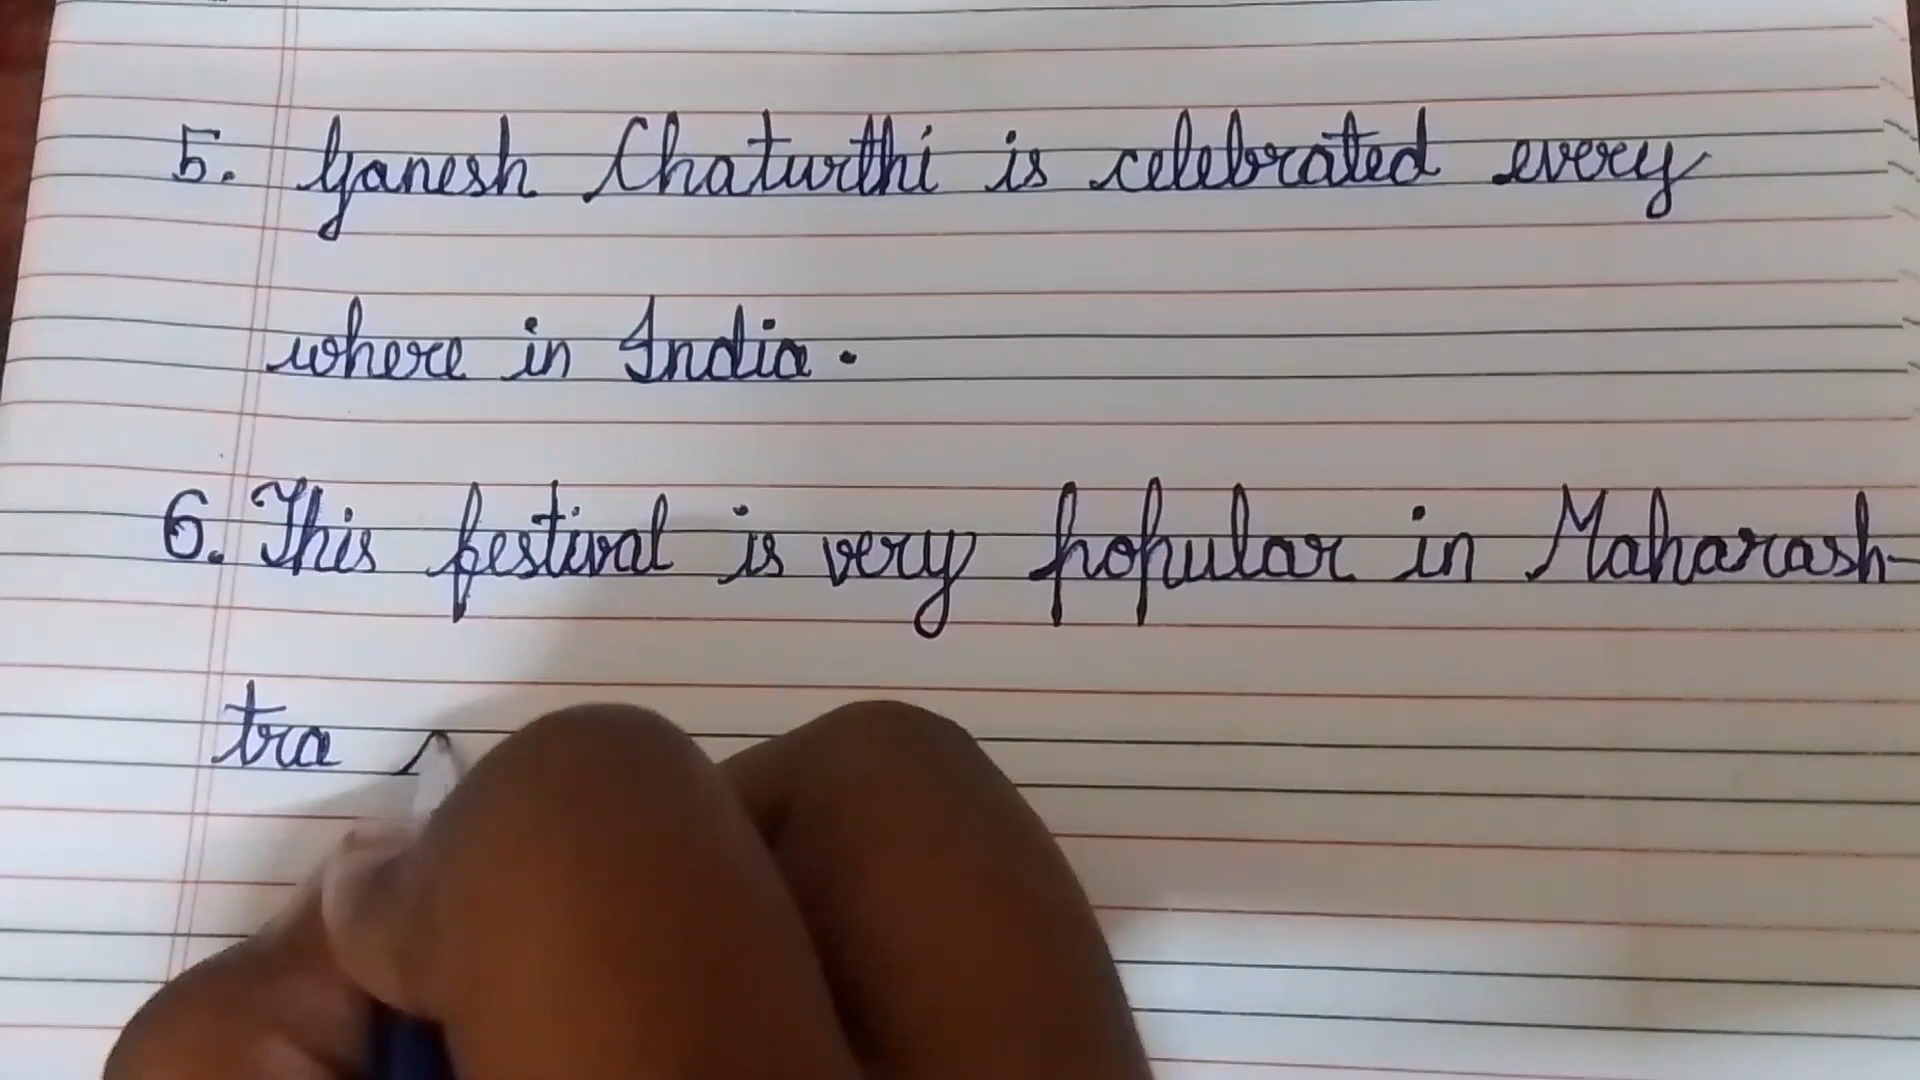 5. Ganesh Chaturthi is celebrated every
where in India.
6. This festival is very popular in Maharash-
tra